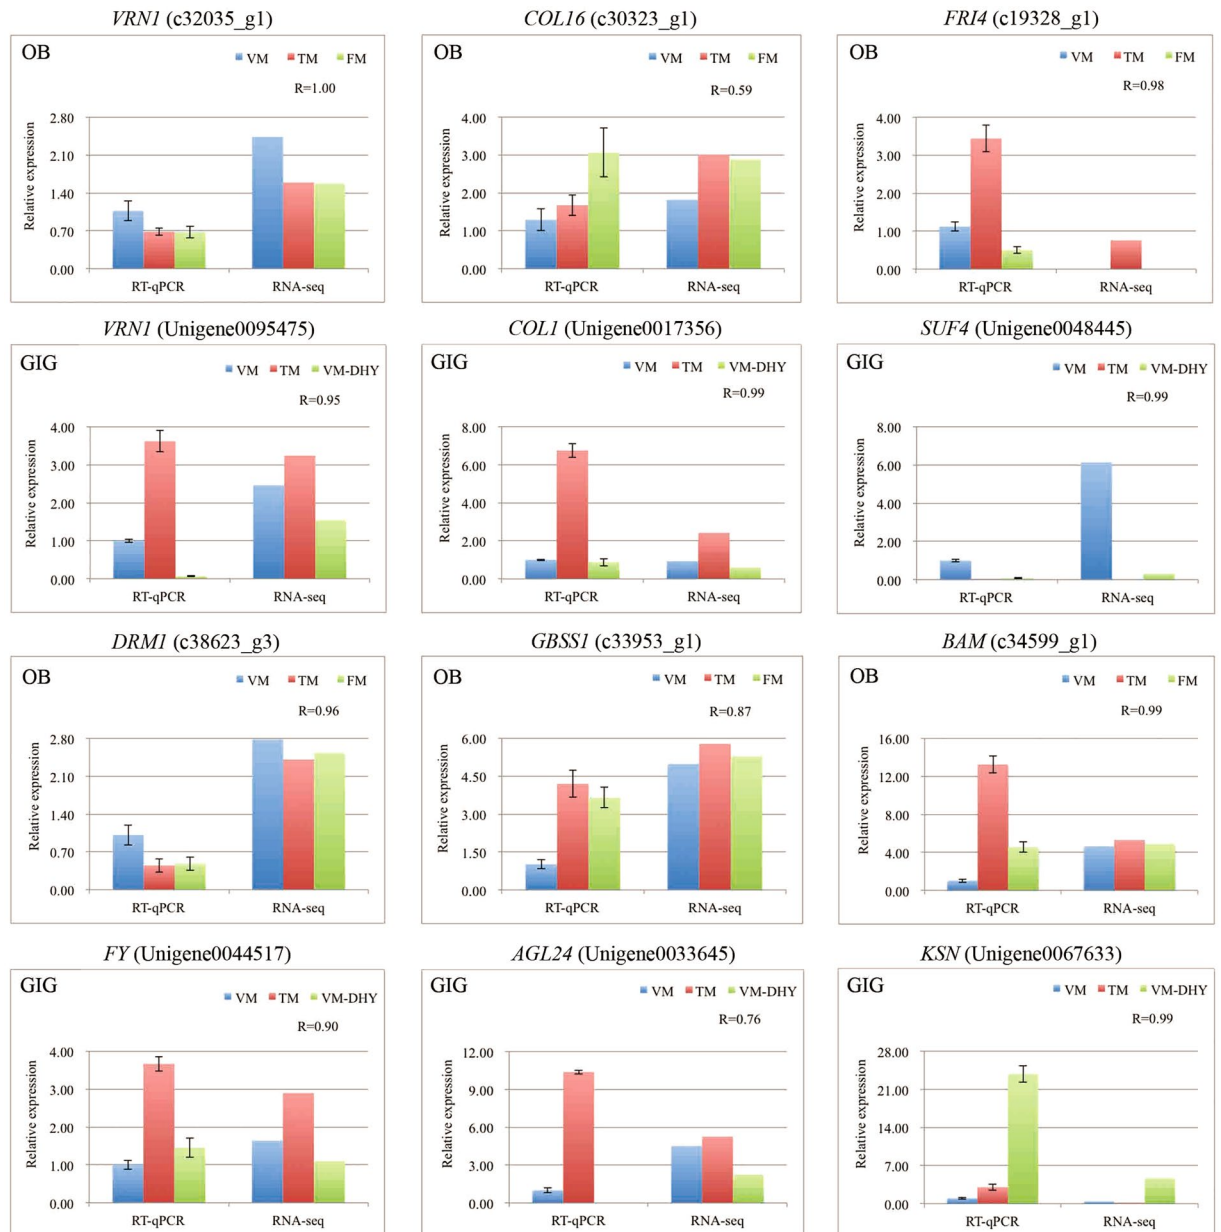 VRN1 (c32035_g1)
OB
VM TM FM
R=1.00
Relative expression
2.80
2.10
1.40
0.70
0.00
RT-qPCR RNA-seq
COL16 (c30323_g1)
OB
VM TM FM
R=0.59
Relative expression
4.00
3.00
2.00
1.00
0.00
RT-qPCR RNA-seq
FRI4 (c19328_g1)
OB
VM TM FM
R=0.98
Relative expression
4.00
3.00
2.00
1.00
0.00
RT-qPCR RNA-seq
VRN1 (Unigene0095475)
GIG
VM TM VM-DHY
R=0.95
Relative expression
4.00
3.00
2.00
1.00
0.00
RT-qPCR RNA-seq
COL1 (Unigene0017356)
GIG
VM TM VM-DHY
R=0.99
Relative expression
8.00
6.00
4.00
2.00
0.00
RT-qPCR RNA-seq
SUF4 (Unigene0048445)
GIG
VM TM VM-DHY
R=0.99
Relative expression
8.00
6.00
4.00
2.00
0.00
RT-qPCR RNA-seq
DRM1 (c38623_g3)
OB
VM TM FM
R=0.96
Relative expression
2.80
2.10
1.40
0.70
0.00
RT-qPCR RNA-seq
GBSS1 (c33953_g1)
OB
VM TM FM
R=0.87
Relative expression
6.00
4.50
3.00
1.50
0.00
RT-qPCR RNA-seq
BAM (c34599_g1)
OB
VM TM FM
R=0.99
Relative expression
16.00
12.00
8.00
4.00
0.00
RT-qPCR RNA-seq
FY (Unigene0044517)
GIG
VM TM VM-DHY
R=0.90
Relative expression
4.00
3.00
2.00
1.00
0.00
RT-qPCR RNA-seq
AGL24 (Unigene0033645)
GIG
VM TM VM-DHY
R=0.76
Relative expression
12.00
9.00
6.00
3.00
0.00
RT-qPCR RNA-seq
KSN (Unigene0067633)
GIG
VM TM VM-DHY
R=0.99
Relative expression
28.00
21.00
14.00
7.00
0.00
RT-qPCR RNA-seq